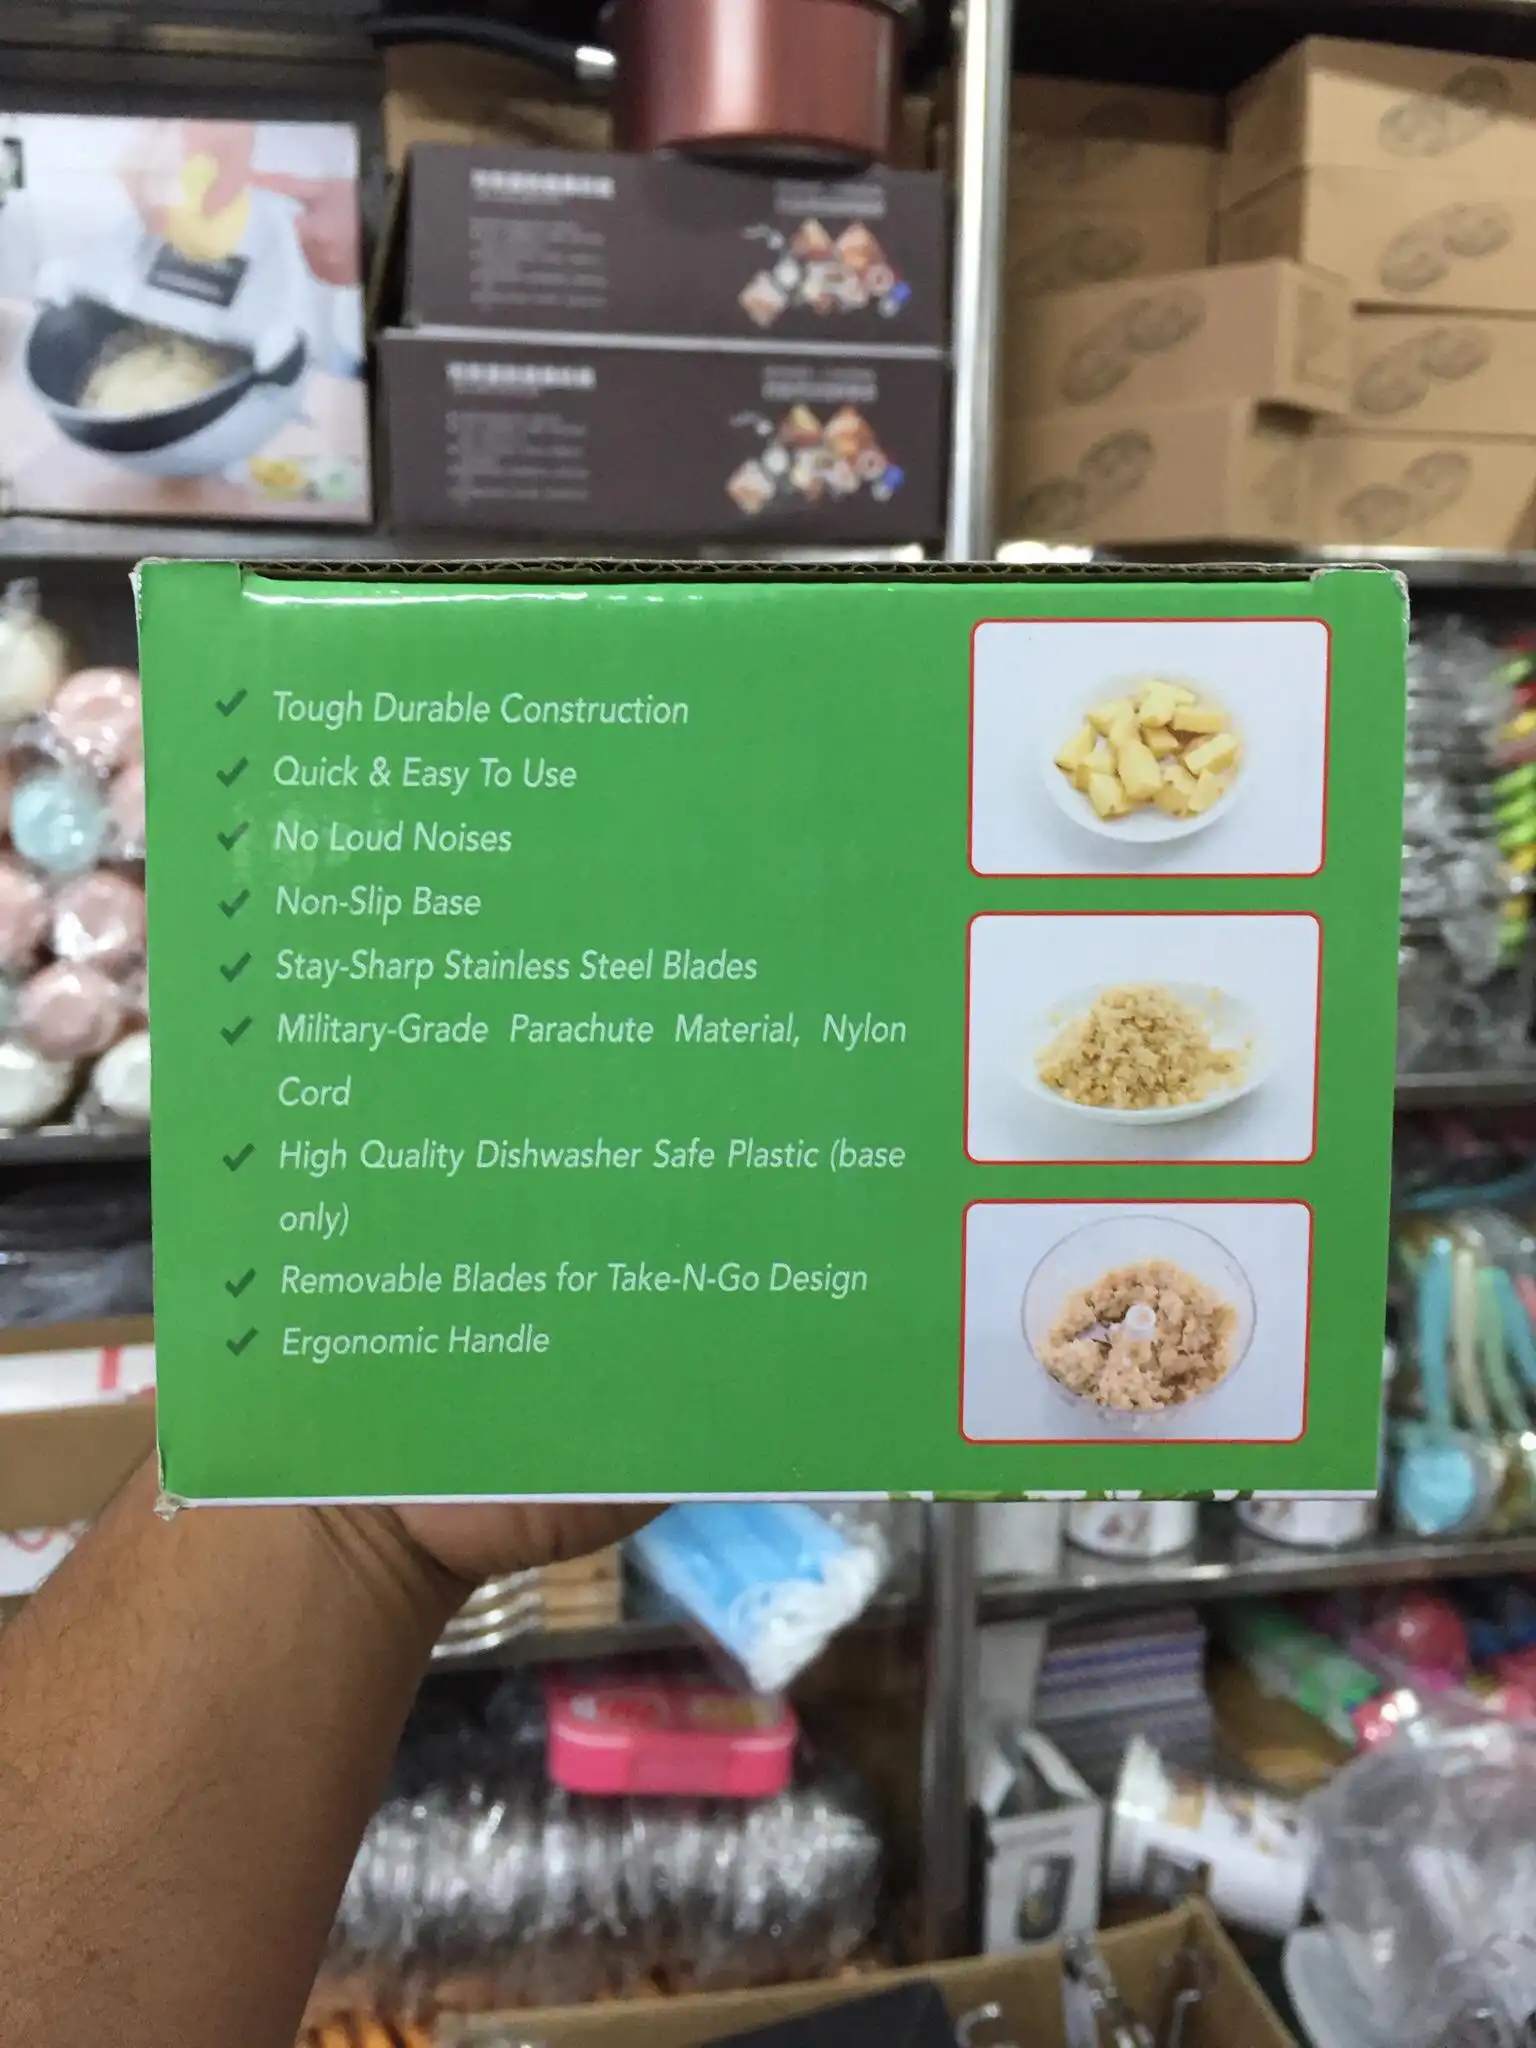 Tough Durable Construction
Quick & Easy To Use
No Loud Noises
Non-Slip Base
Stay-Sharp Stainless Steel Blades
Military-Grade Parachute Material, Nylon
Cord
High Quality Dishwasher Safe Plastic (base
only)
Removable Blades for Take-N-Go Design
Ergonomic Handle